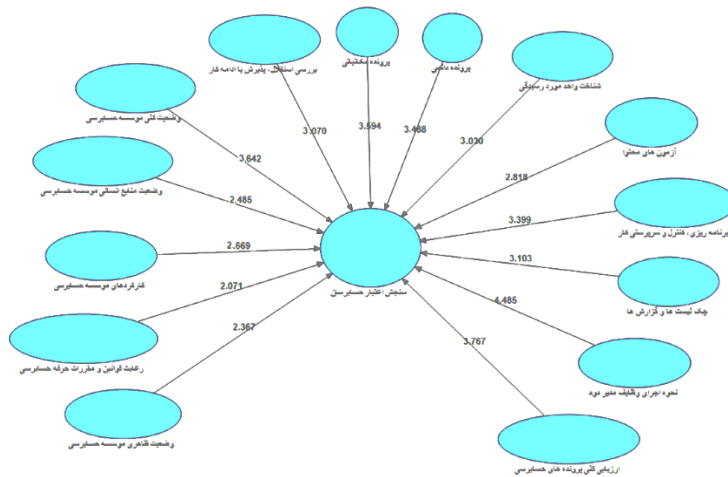 پرونده مکاتباتی
پرونده دائمی
بررسی استقلال، پذیرش یا ادامه کار
شناخت واحد مورد رسیدگی
وضعیت کلی موسسه حسابرسی
3.070
3.594
3.468
3.030
آزمون های محتوا
3.642
2.818
وضعیت منابع انسانی موسسه حسابرسی
2.485
3.399
برنامه ریزی ، کنترل و سرپرستی کار
2.669
3.103
کارکردهای موسسه حسابرسی
سنجش اعتبار حسابرسی
چک لیست ها و گزارش ها
2.071
4.485
2.367
3.767
رعایت قوانین و مقررات حرفه حسابرسی
نحوه اجرای وظایف مدیر
وضعیت ظاهری موسسه حسابرسی
ارزیابی کلی پرونده های حسابرسی